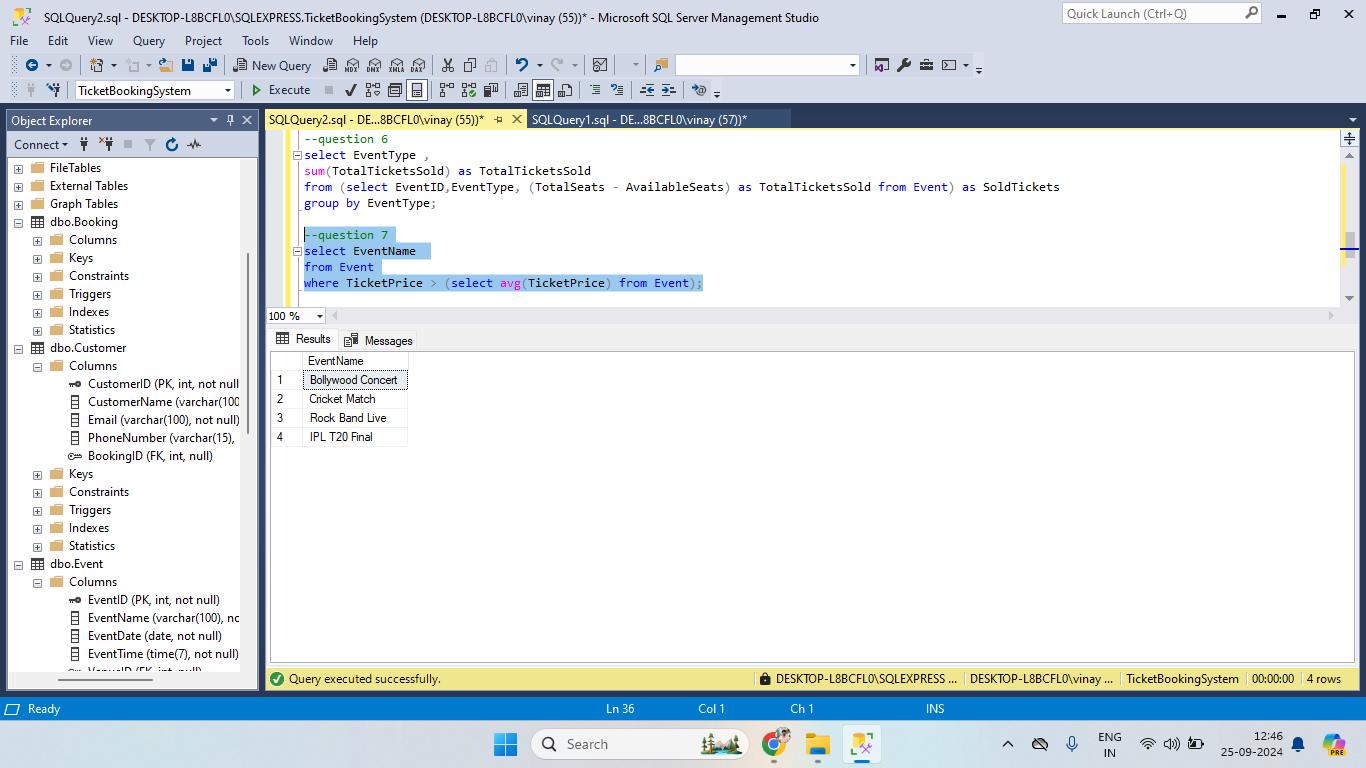 SQLQuery2.sql - DESKTOP-L8BCFL0\SQLEXPRESS.TicketBookingSystem (DESKTOP-L8BCFL0\vinay (55))* - Microsoft SQL Server Management Studio
Quick Launch (Ctrl+Q)
File Edit View Query Project Tools Window Help
New Query
MDX DMX XMLA DAX
TicketBookingSystem
Execute
Object Explorer
Connect
FileTables
External Tables
Graph Tables
dbo.Booking
Columns
Keys
Constraints
Triggers
Indexes
Statistics
dbo.Customer
Columns
CustomerID (PK, int, not null
CustomerName (varchar(100
Email (varchar(100), not null)
PhoneNumber (varchar(15),
BookingID (FK, int, null)
Keys
Constraints
Triggers
Indexes
Statistics
dbo.Event
Columns
EventID (PK, int, not null)
EventName (varchar(100), nc
EventDate (date, not null)
EventTime (time(7), not null)
VenueID (FK, int, null)
SQLQuery2.sql - DE...8BCFL0\vinay (55))*
SQLQuery1.sql - DE...8BCFL0\vinay (57))*
--question 6
select EventType ,
sum(TotalTicketsSold) as TotalTicketsSold
from (select EventID,EventType, (TotalSeats - AvailableSeats) as TotalTicketsSold from Event) as SoldTickets
group by EventType;
--question 7
select EventName
from Event
where TicketPrice > (select avg(TicketPrice) from Event);
100 %
Results
Messages
EventName
1 Bollywood Concert
2 Cricket Match
3 Rock Band Live
4 IPL T20 Final
Query executed successfully.
DESKTOP-L8BCFL0\SQLEXPRESS ...
DESKTOP-L8BCFL0\vinay ...
TicketBookingSystem
00:00:00
4 rows
Ready
Ln 36
Col 1
Ch 1
INS
Search
ENG
IN
12:46
25-09-2024
PRE